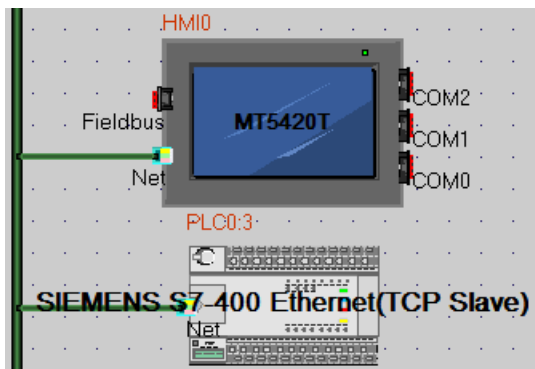 HMI0
COM2
Fieldbus
MT5420T
COM1
Net
COM0
PLC0:3
SIEMENS S7-400 Ethernet(TCP Slave)
Net